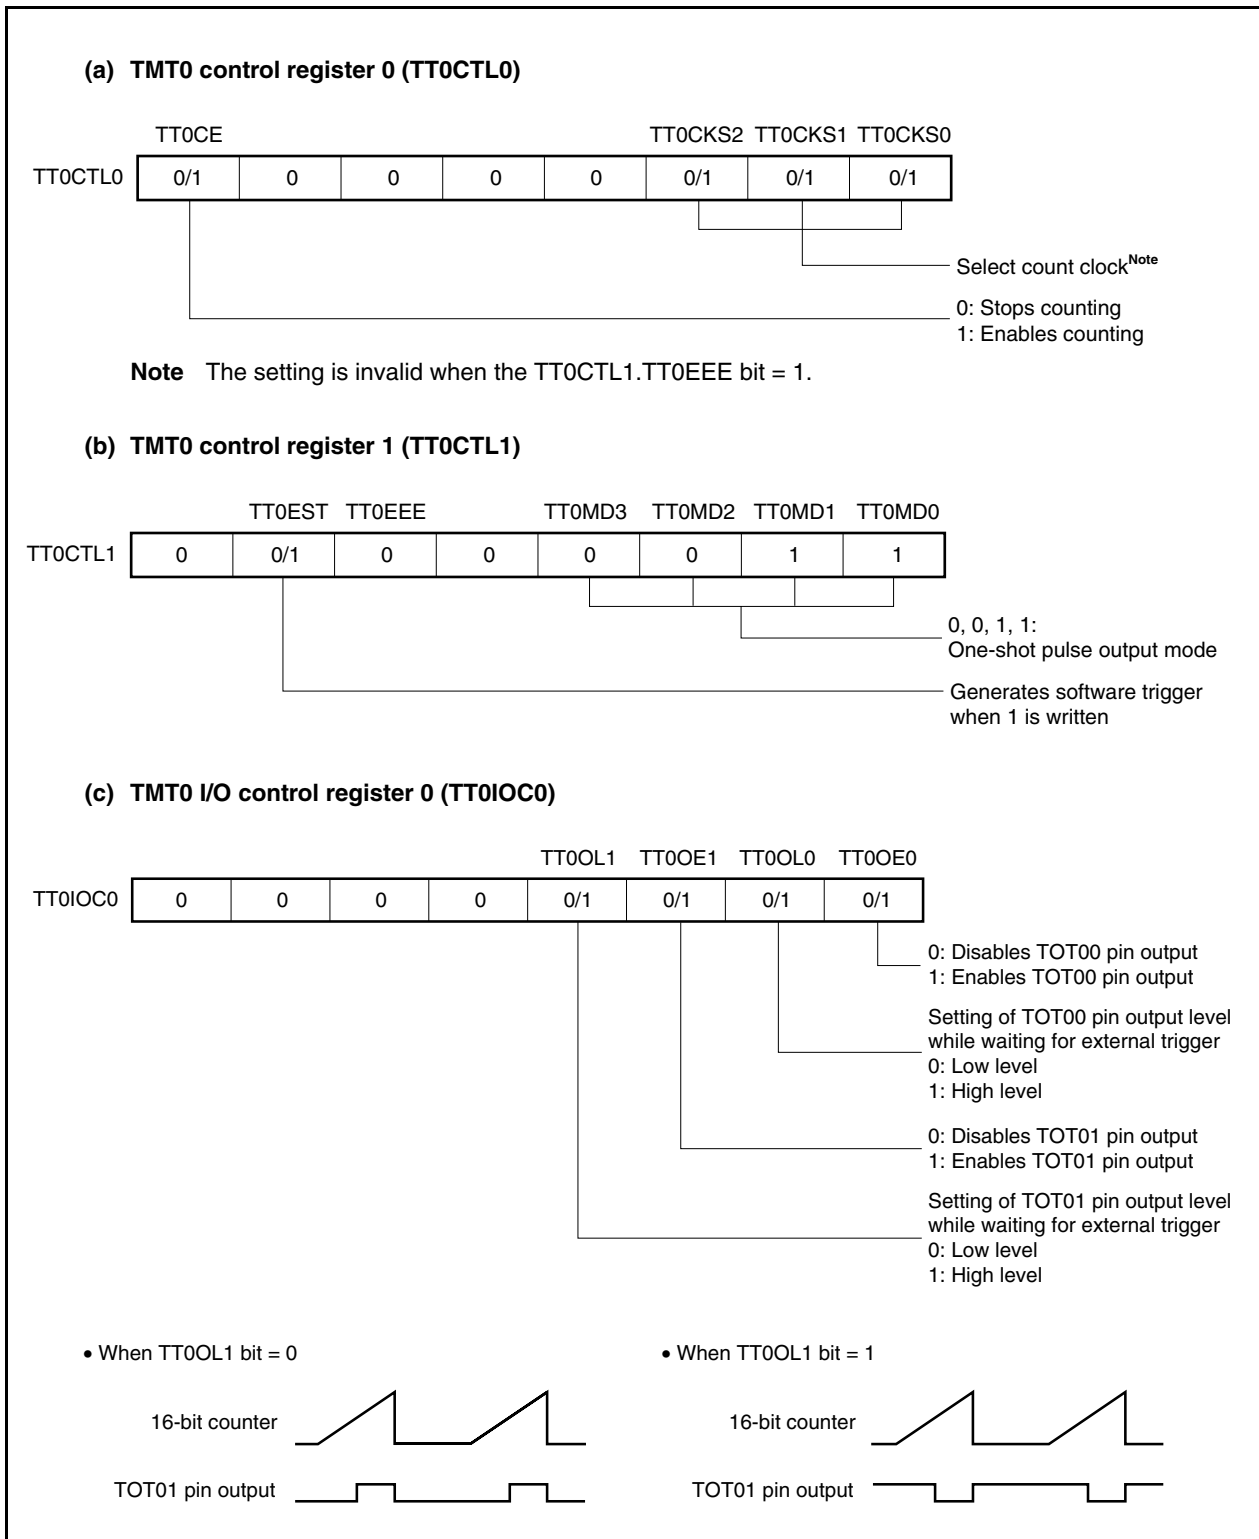 (a) TMT0 control register 0 (TT0CTL0)
TT0CE TT0CKS2 TT0CKS1 TT0CKS0
TT0CTL0 0/1 0 0 0 0 0/1 0/1 0/1
Select count clockNote
0: Stops counting
1: Enables counting
Note The setting is invalid when the TT0CTL1.TT0EEE bit = 1.
(b) TMT0 control register 1 (TT0CTL1)
TT0EST TT0EEE TT0MD3 TT0MD2 TT0MD1 TT0MD0
TT0CTL1 0 0/1 0 0 0 0 1 1
0, 0, 1, 1:
One-shot pulse output mode
Generates software trigger
when 1 is written
(c) TMT0 I/O control register 0 (TT0IOC0)
TT0OL1 TT0OE1 TT0OL0 TT0OE0
TT0IOC0 0 0 0 0 0/1 0/1 0/1 0/1
0: Disables TOT00 pin output
1: Enables TOT00 pin output
Setting of TOT00 pin output level
while waiting for external trigger
0: Low level
1: High level
0: Disables TOT01 pin output
1: Enables TOT01 pin output
Setting of TOT01 pin output level
while waiting for external trigger
0: Low level
1: High level
• When TT0OL1 bit = 0
16-bit counter
TOT01 pin output
• When TT0OL1 bit = 1
16-bit counter
TOT01 pin output